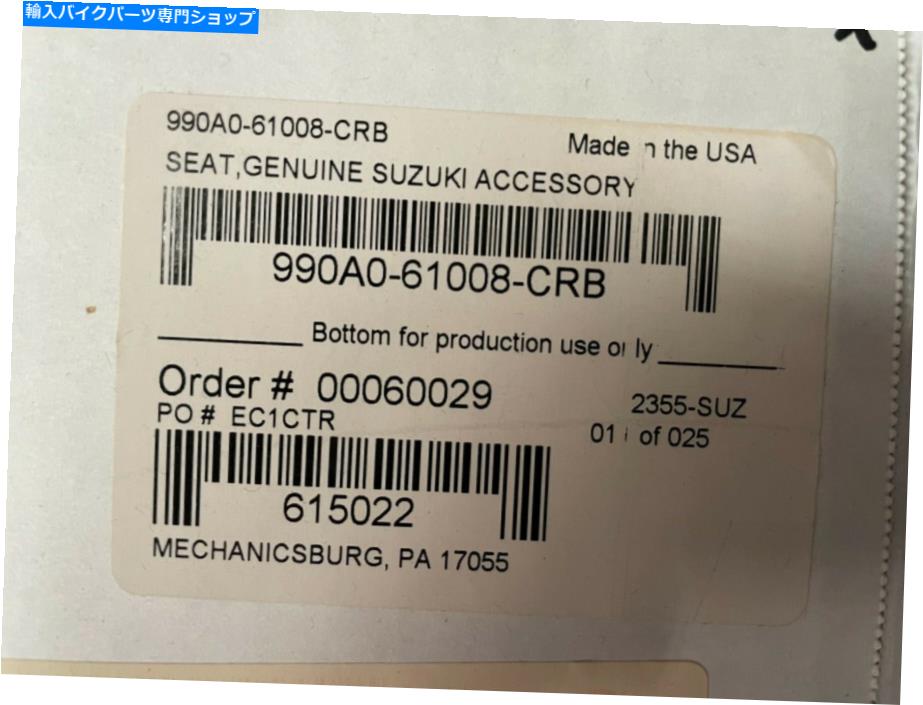 輸入バイクパーツ専門ショップ
990A0-61008-CRB
Made n the USA
SEAT,GENUINE SUZUKI ACCESSORY
990A0-61008-CRB
Bottom for production use o ly
Order # 00060029
2355-SUZ
PO # EC1CTR
of 025
615022
MECHANICSBURG, PA 17055